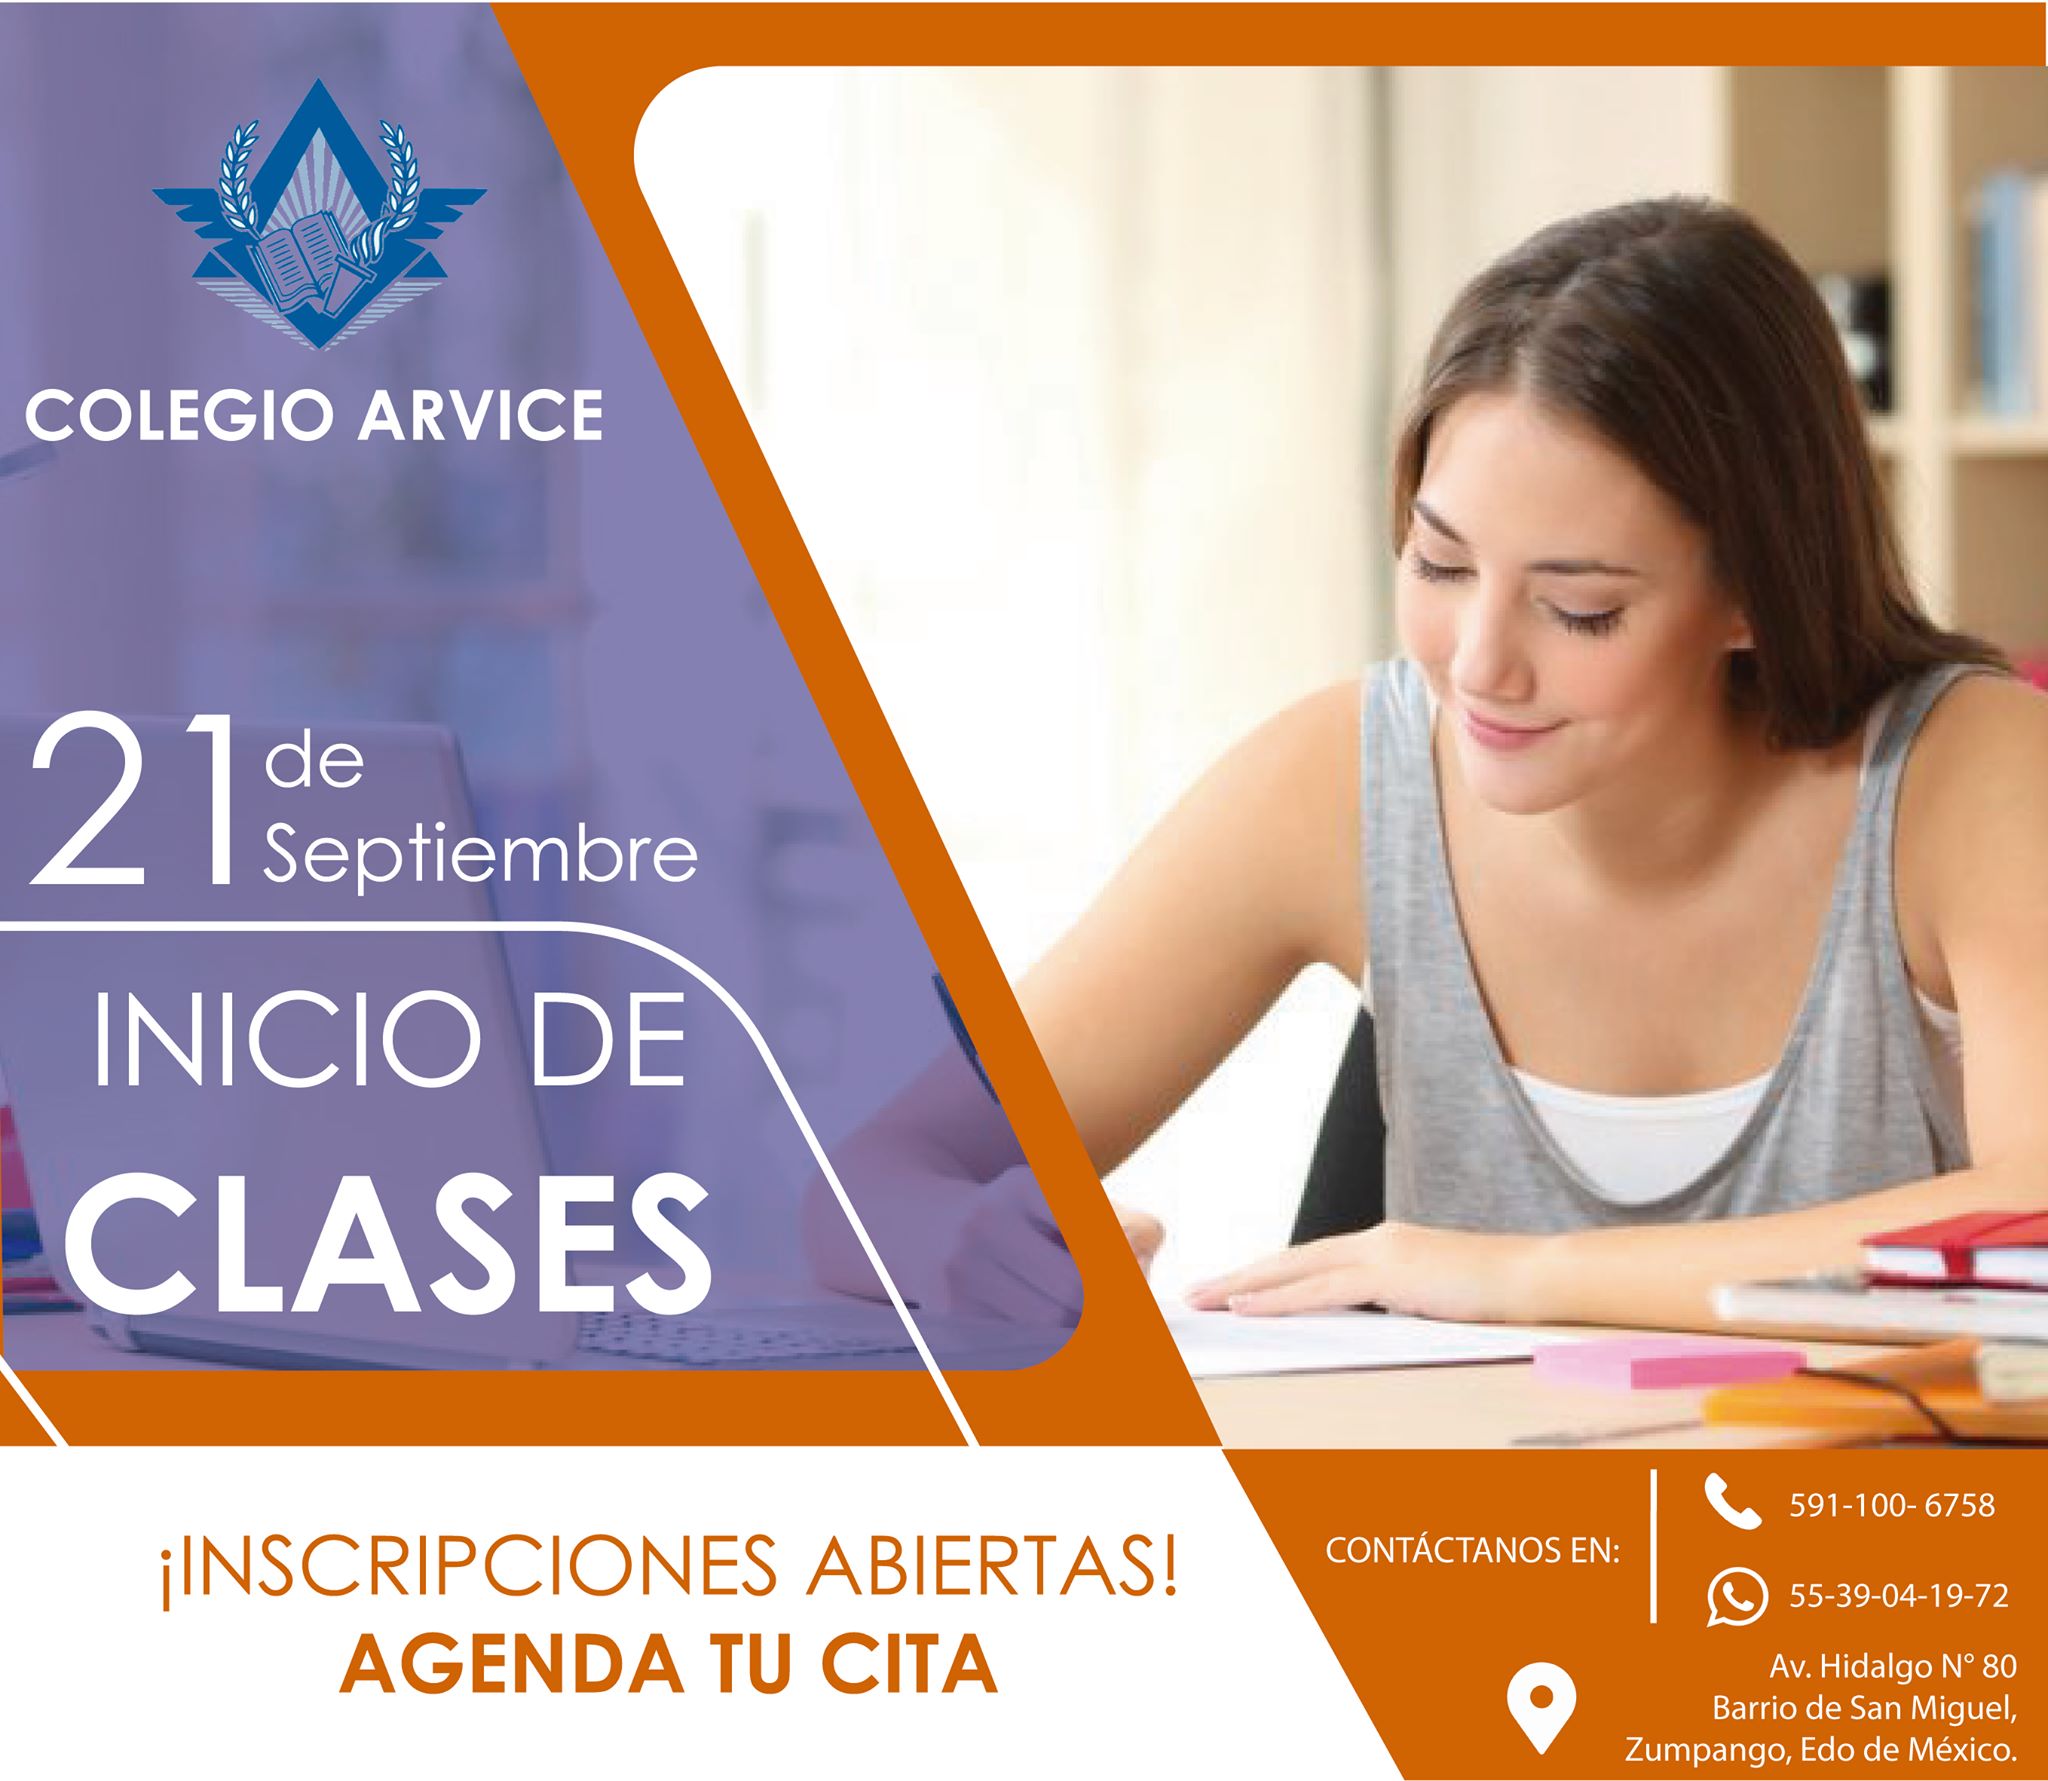 COLEGIO ARVICE
21 de
Septiembre
INICIO DE
CLASES
¡INSCRIPCIONES ABIERTAS!
AGENDA TU CITA
CONTÁCTANOS EN:
591-100- 6758
55-39-04-19-72
Av. Hidalgo N° 80
Barrio de San Miguel,
Zumpango, Edo de México.